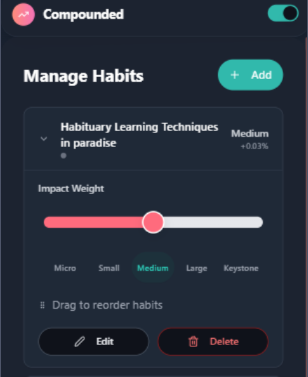 Compounded
Manage Habits
+ Add
Habituary Learning Techniques
in paradise
Medium
+0.03%
Impact Weight
Micro
Small
Medium
Large
Keystone
Drag to reorder habits
Edit
Delete